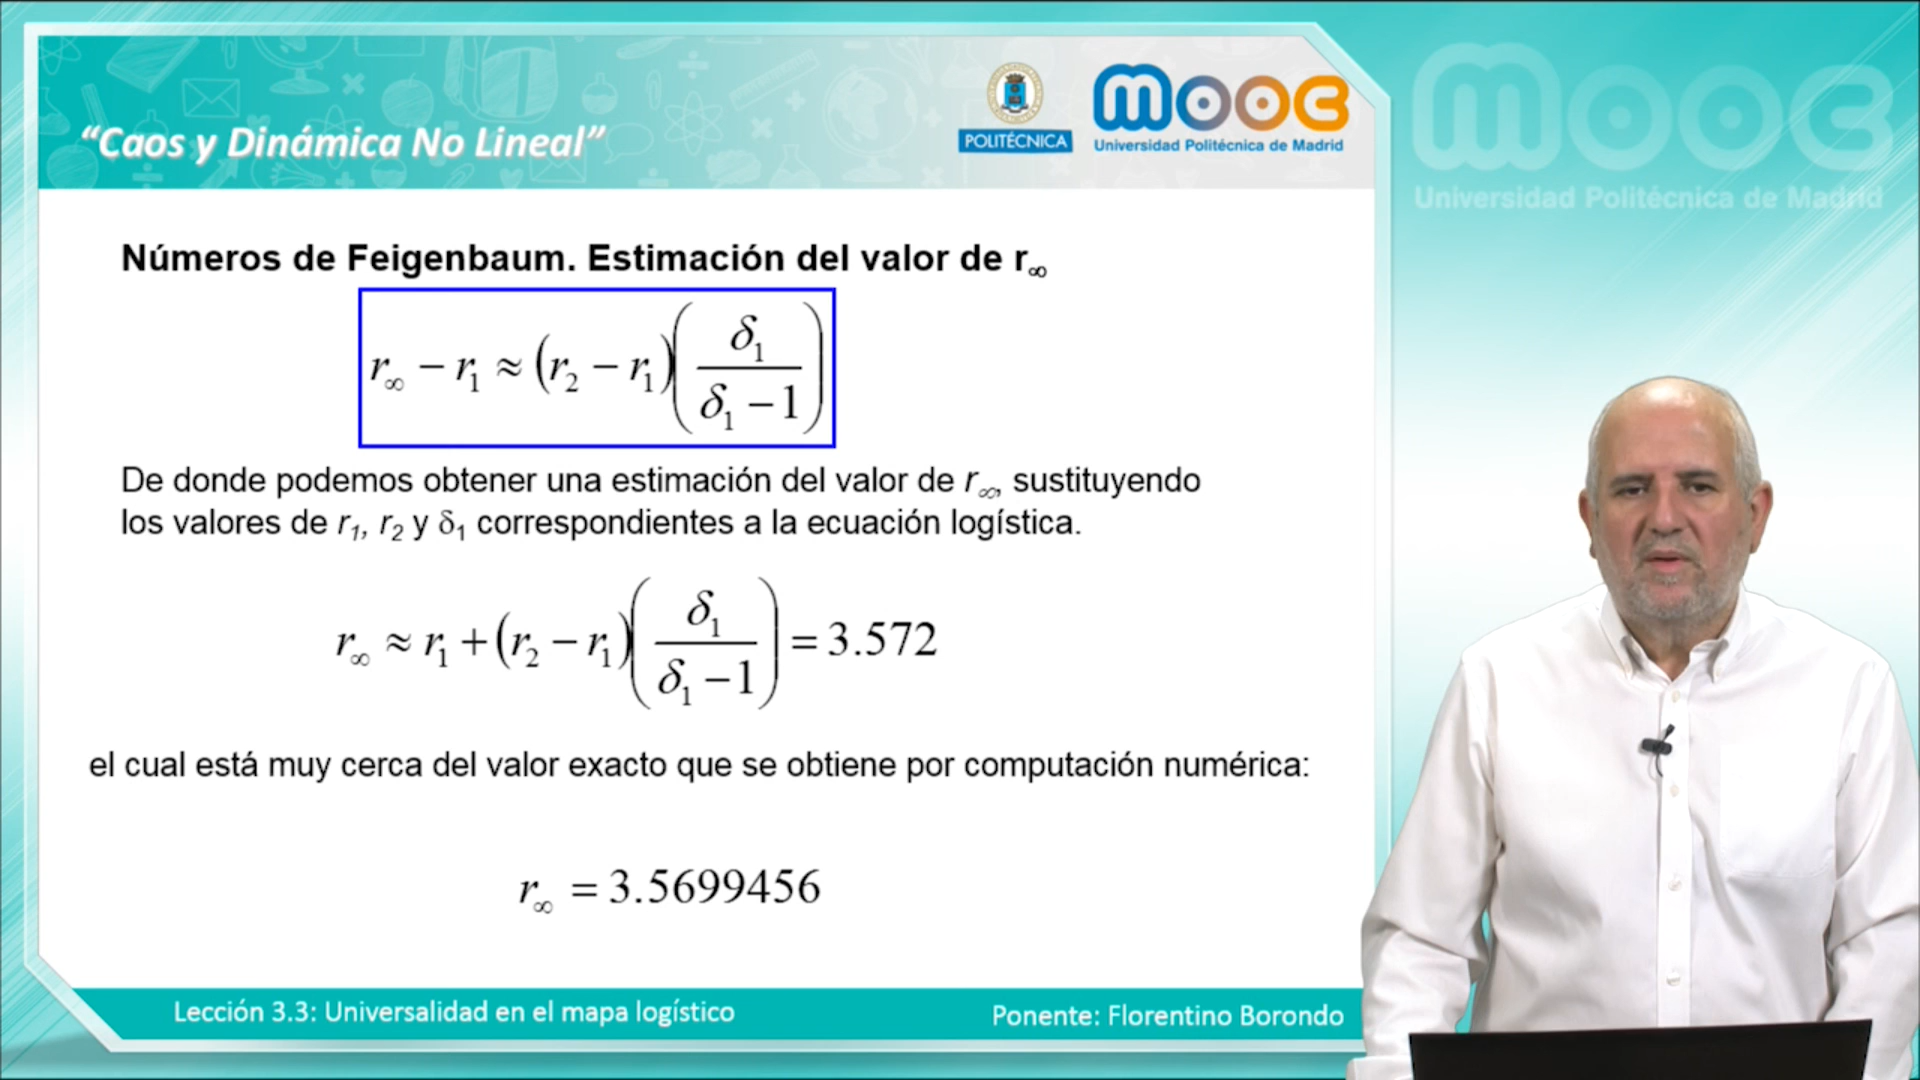 “Caos y Dinámica No Lineal”
POLITÉCNICA
mooc
Universidad Politécnica de Madrid
mooc
Universidad Politécnica de Madrid
Números de Feigenbaum. Estimación del valor de r∞
r∞ − r₁ ≈ (r₂ − r₁)(δ₁ / (δ₁ − 1))
De donde podemos obtener una estimación del valor de r∞, sustituyendo
los valores de r₁, r₂ y δ₁ correspondientes a la ecuación logística.
r∞ ≈ r₁ + (r₂ − r₁)(δ₁ / (δ₁ − 1)) = 3.572
el cual está muy cerca del valor exacto que se obtiene por computación numérica:
r∞ = 3.5699456
Lección 3.3: Universalidad en el mapa logístico
Ponente: Florentino Borondo